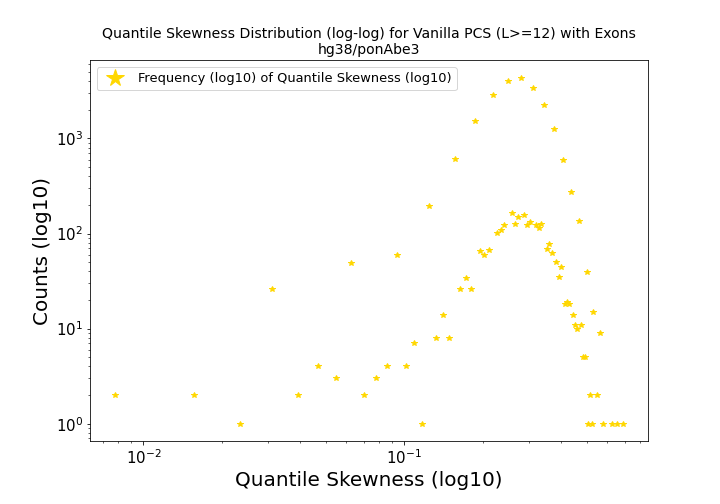 Quantile Skewness Distribution (log-log) for Vanilla PCS (L>=12) with Exons
hg38/ponAbe3
Frequency (log10) of Quantile Skewness (log10)
Counts (log10)
10³
10²
10¹
10⁰
10⁻²
10⁻¹
Quantile Skewness (log10)